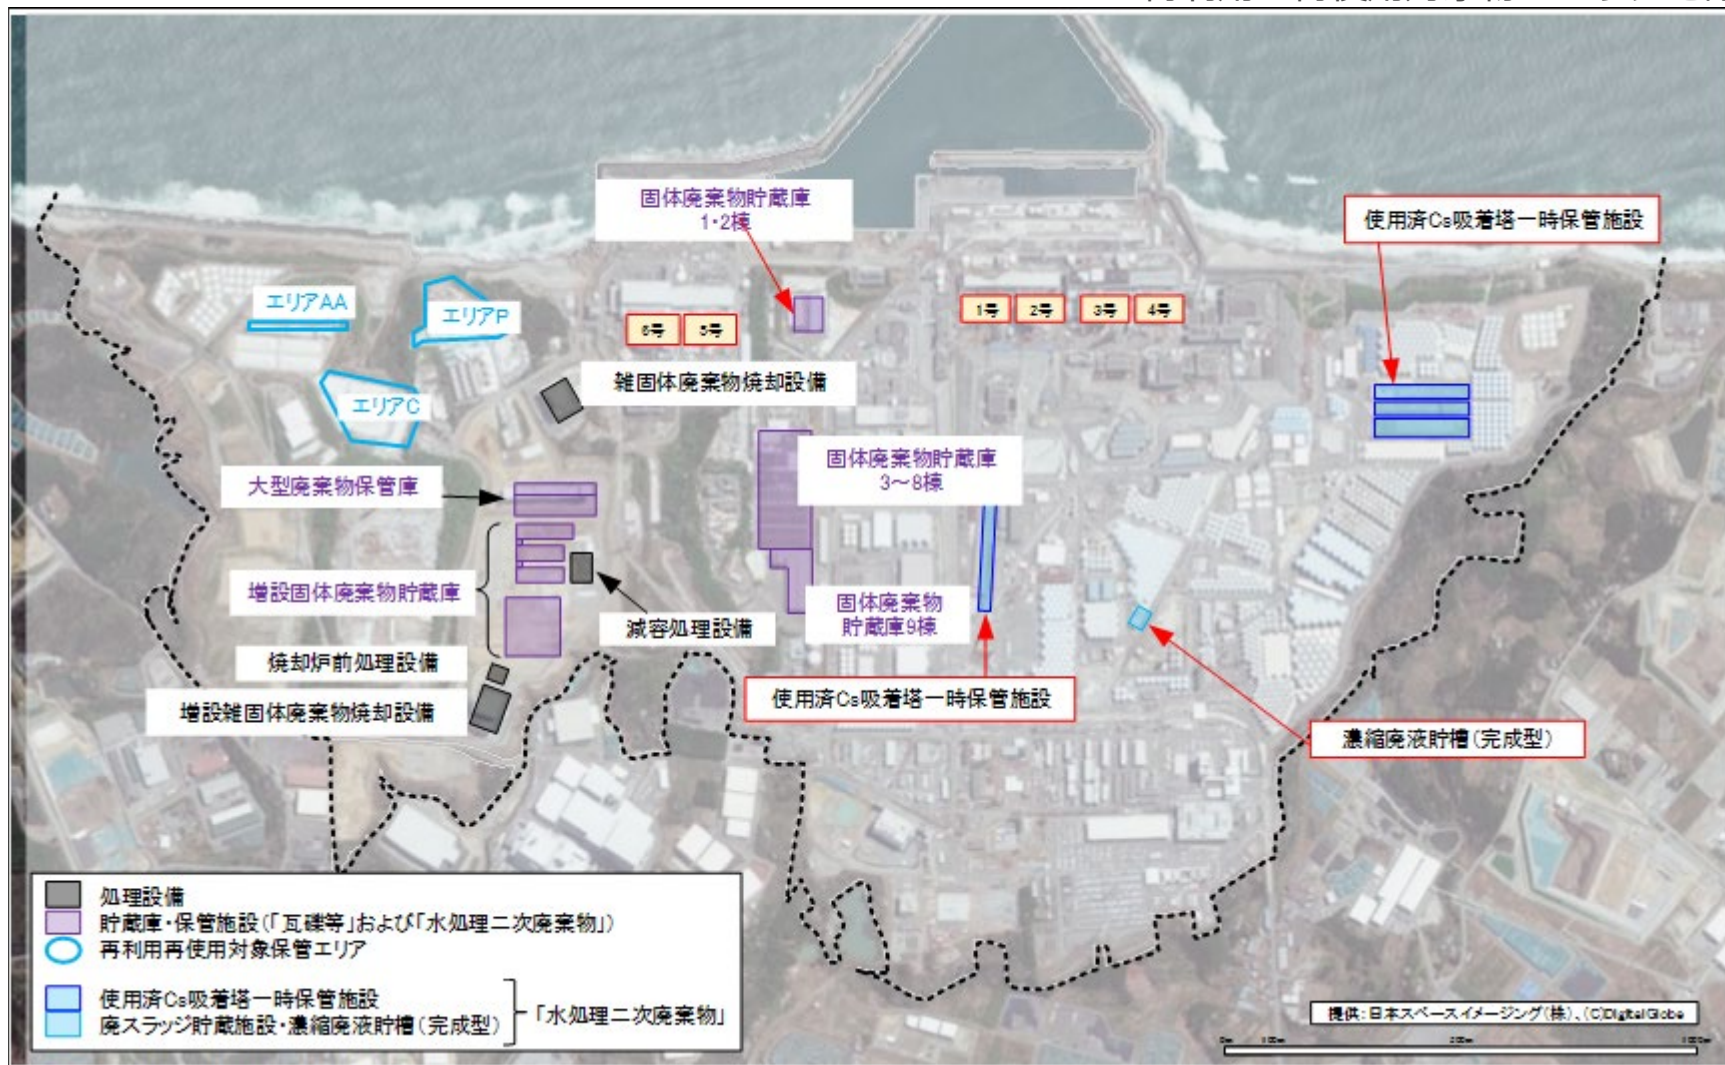 固体廃棄物貯蔵庫
1・2棟
使用済Cs吸着塔一時保管施設
エリアAA
エリアP
6号
5号
1号
2号
3号
4号
雑固体廃棄物焼却設備
エリアC
固体廃棄物貯蔵庫
3～8棟
大型廃棄物保管庫
増設固体廃棄物貯蔵庫
減容処理設備
固体廃棄物
貯蔵庫9棟
焼却炉前処理設備
使用済Cs吸着塔一時保管施設
増設雑固体廃棄物焼却設備
濃縮廃液貯槽(完成型)
処理設備
貯蔵庫・保管施設(「瓦礫等」および「水処理二次廃棄物」)
再利用再使用対象保管エリア
使用済Cs吸着塔一時保管施設
廃スラッジ貯蔵施設・濃縮廃液貯槽(完成型)
「水処理二次廃棄物」
提供:日本スペースイメージング(株)、(C)DigitalGlobe
0m
100m
1000m